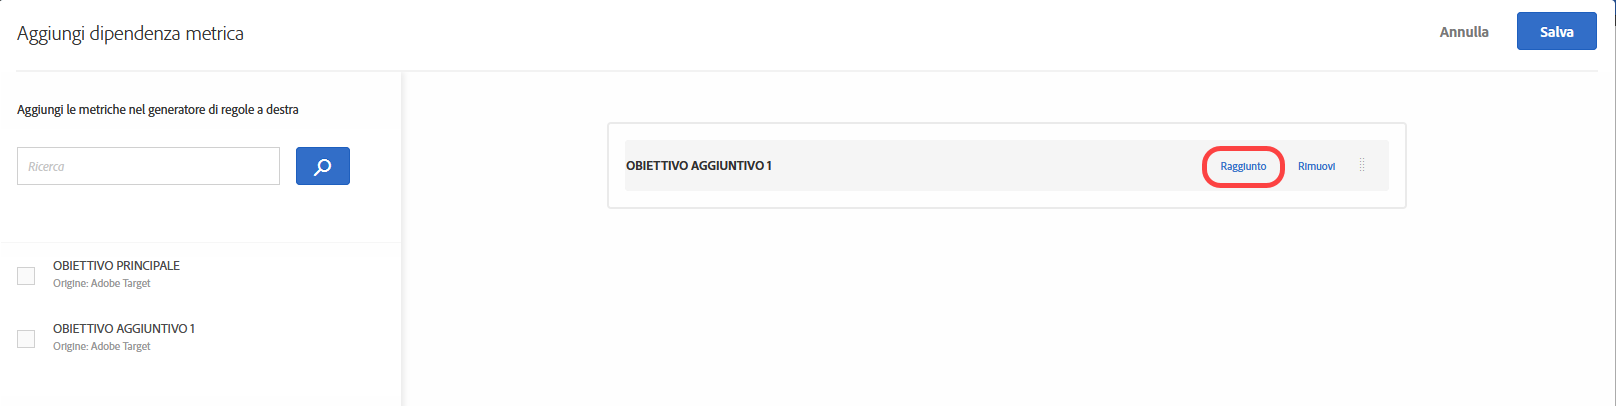 Aggiungi dipendenza metrica
Annulla
Salva
Aggiungi le metriche nel generatore di regole a destra
Ricerca
OBIETTIVO AGGIUNTIVO 1
Raggiunto
Rimuovi
OBIETTIVO PRINCIPALE
Origine: Adobe Target
OBIETTIVO AGGIUNTIVO 1
Origine: Adobe Target